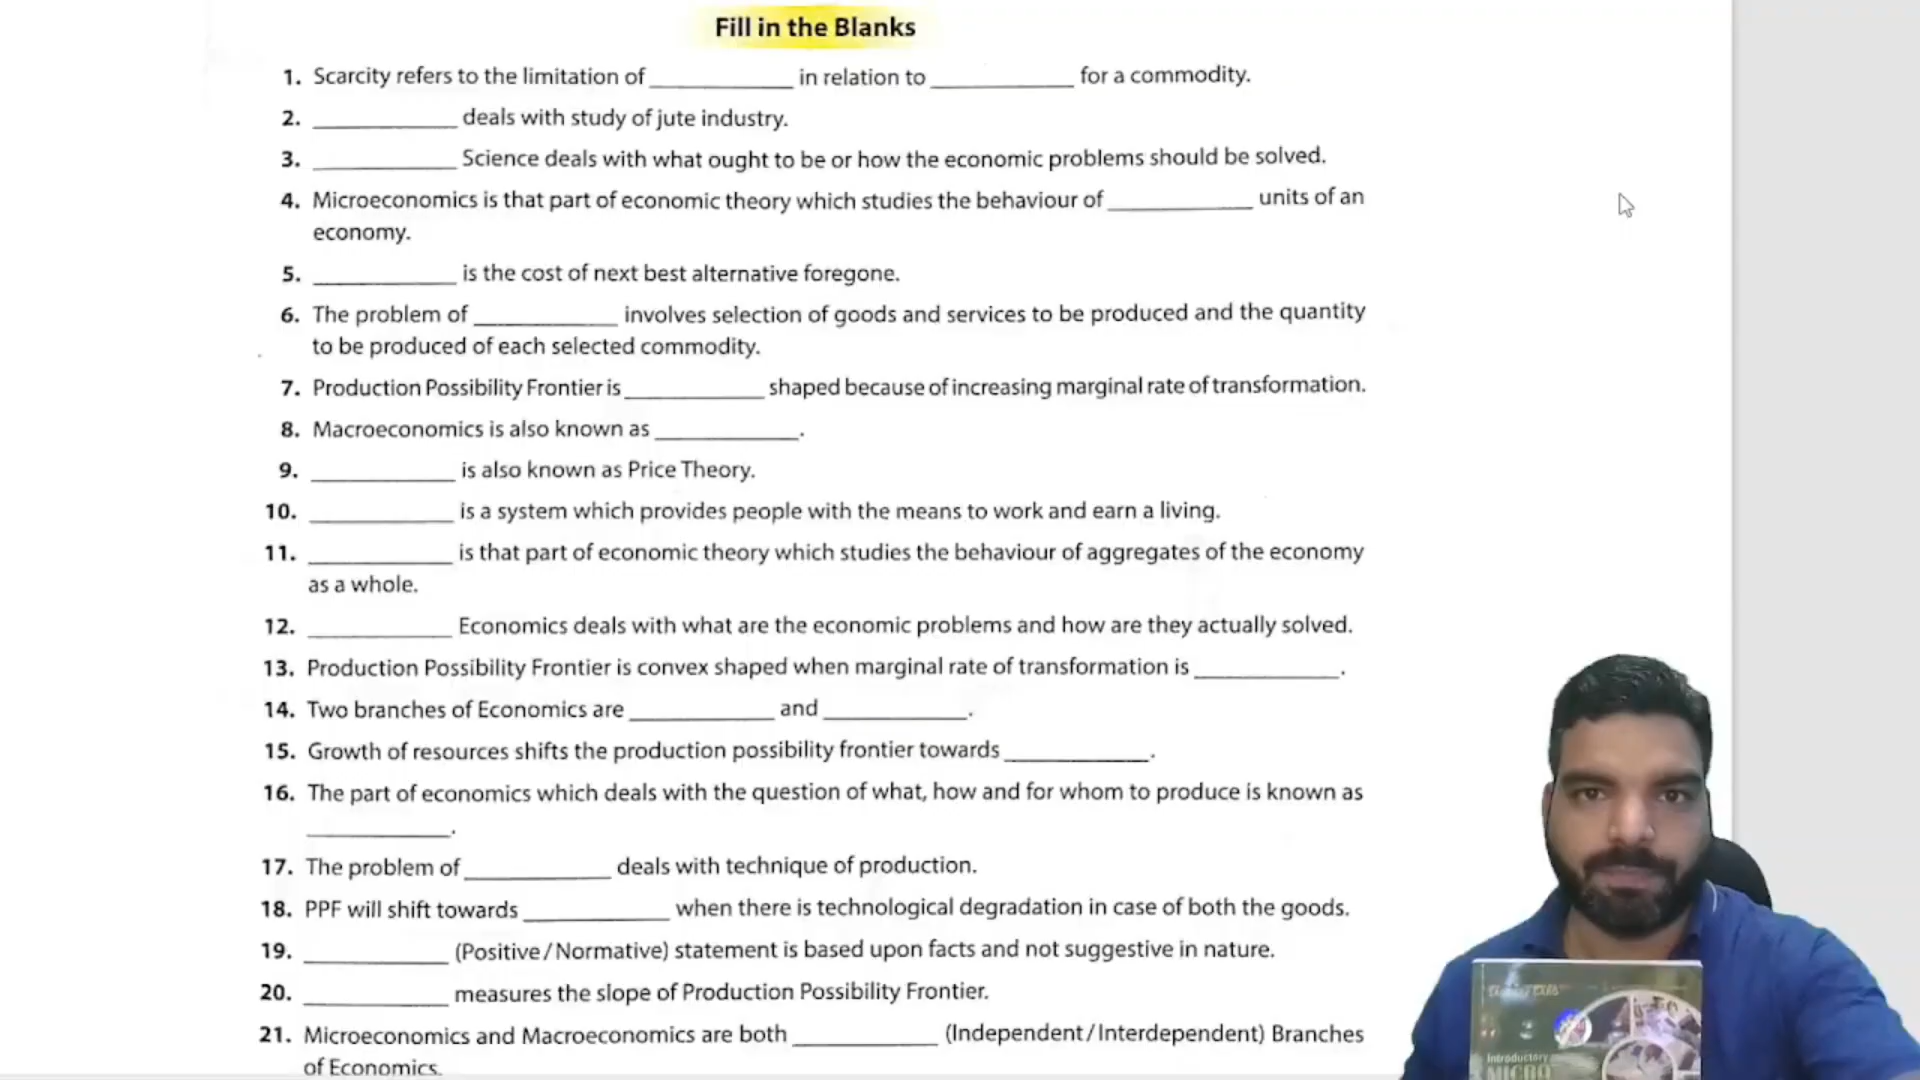 Fill in the Blanks
1. Scarcity refers to the limitation of ____________ in relation to ____________ for a commodity.
2. ____________ deals with study of jute industry.
3. ____________ Science deals with what ought to be or how the economic problems should be solved.
4. Microeconomics is that part of economic theory which studies the behaviour of ____________ units of an
economy.
5. ____________ is the cost of next best alternative foregone.
6. The problem of ____________ involves selection of goods and services to be produced and the quantity
to be produced of each selected commodity.
7. Production Possibility Frontier is ____________ shaped because of increasing marginal rate of transformation.
8. Macroeconomics is also known as ____________.
9. ____________ is also known as Price Theory.
10. ____________ is a system which provides people with the means to work and earn a living.
11. ____________ is that part of economic theory which studies the behaviour of aggregates of the economy
as a whole.
12. ____________ Economics deals with what are the economic problems and how are they actually solved.
13. Production Possibility Frontier is convex shaped when marginal rate of transformation is ____________.
14. Two branches of Economics are ____________ and ____________.
15. Growth of resources shifts the production possibility frontier towards ____________.
16. The part of economics which deals with the question of what, how and for whom to produce is known as
____________.
17. The problem of ____________ deals with technique of production.
18. PPF will shift towards ____________ when there is technological degradation in case of both the goods.
19. ____________ (Positive/Normative) statement is based upon facts and not suggestive in nature.
20. ____________ measures the slope of Production Possibility Frontier.
21. Microeconomics and Macroeconomics are both ____________ (Independent/Interdependent) Branches
of Economics.
Introductory
MICRO